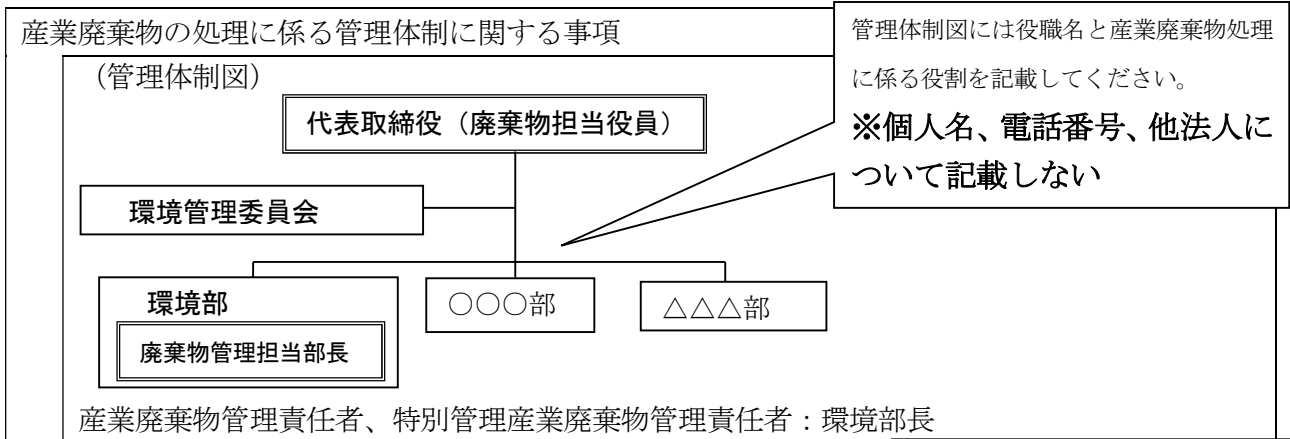 産業廃棄物の処理に係る管理体制に関する事項
管理体制図には役職名と産業廃棄物処理
に係る役割を記載してください。
※個人名、電話番号、他法人に
ついて記載しない
（管理体制図）
代表取締役（廃棄物担当役員）
環境管理委員会
環境部
廃棄物管理担当部長
○○○部
△△△部
産業廃棄物管理責任者、特別管理産業廃棄物管理責任者：環境部長